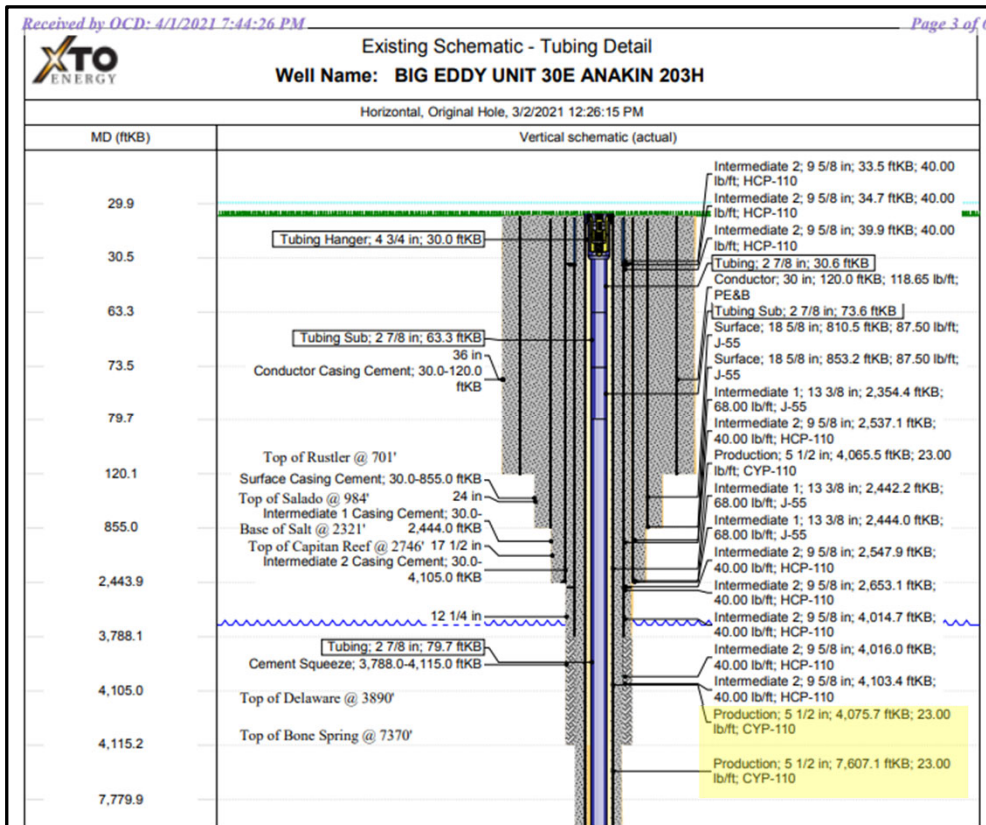 Received by OCD: 4/1/2021 7:44:26 PM
Page 3 of
XTO
ENERGY
Existing Schematic - Tubing Detail
Well Name: BIG EDDY UNIT 30E ANAKIN 203H
Horizontal, Original Hole, 3/2/2021 12:26:15 PM
MD (ftKB)
Vertical schematic (actual)
29.9
30.5
63.3
73.5
79.7
120.1
855.0
2,443.9
3,788.1
4,105.0
4,115.2
7,779.9
Tubing Hanger; 4 3/4 in; 30.0 ftKB
Tubing Sub; 2 7/8 in; 63.3 ftKB
36 in
Conductor Casing Cement; 30.0-120.0
ftKB
Top of Rustler @ 701'
Surface Casing Cement; 30.0-855.0 ftKB
Top of Salado @ 984'
24 in
Intermediate 1 Casing Cement; 30.0-
2,444.0 ftKB
Base of Salt @ 2321'
Top of Capitan Reef @ 2746'
17 1/2 in
Intermediate 2 Casing Cement; 30.0-
4,105.0 ftKB
12 1/4 in
Tubing; 2 7/8 in; 79.7 ftKB
Cement Squeeze; 3,788.0-4,115.0 ftKB
Top of Delaware @ 3890'
Top of Bone Spring @ 7370'
Intermediate 2; 9 5/8 in; 33.5 ftKB; 40.00
lb/ft; HCP-110
Intermediate 2; 9 5/8 in; 34.7 ftKB; 40.00
lb/ft; HCP-110
Intermediate 2; 9 5/8 in; 39.9 ftKB; 40.00
lb/ft; HCP-110
Tubing; 2 7/8 in; 30.6 ftKB
Conductor; 30 in; 120.0 ftKB; 118.65 lb/ft;
PE&B
Tubing Sub; 2 7/8 in; 73.6 ftKB
Surface; 18 5/8 in; 810.5 ftKB; 87.50 lb/ft;
J-55
Surface; 18 5/8 in; 853.2 ftKB; 87.50 lb/ft;
J-55
Intermediate 1; 13 3/8 in; 2,354.4 ftKB;
68.00 lb/ft; J-55
Intermediate 2; 9 5/8 in; 2,537.1 ftKB;
40.00 lb/ft; HCP-110
Production; 5 1/2 in; 4,065.5 ftKB; 23.00
lb/ft; CYP-110
Intermediate 1; 13 3/8 in; 2,442.2 ftKB;
68.00 lb/ft; J-55
Intermediate 1; 13 3/8 in; 2,444.0 ftKB;
68.00 lb/ft; J-55
Intermediate 2; 9 5/8 in; 2,547.9 ftKB;
40.00 lb/ft; HCP-110
Intermediate 2; 9 5/8 in; 2,653.1 ftKB;
40.00 lb/ft; HCP-110
Intermediate 2; 9 5/8 in; 4,014.7 ftKB;
40.00 lb/ft; HCP-110
Intermediate 2; 9 5/8 in; 4,016.0 ftKB;
40.00 lb/ft; HCP-110
Intermediate 2; 9 5/8 in; 4,103.4 ftKB;
40.00 lb/ft; HCP-110
Production; 5 1/2 in; 4,075.7 ftKB; 23.00
lb/ft; CYP-110
Production; 5 1/2 in; 7,607.1 ftKB; 23.00
lb/ft; CYP-110